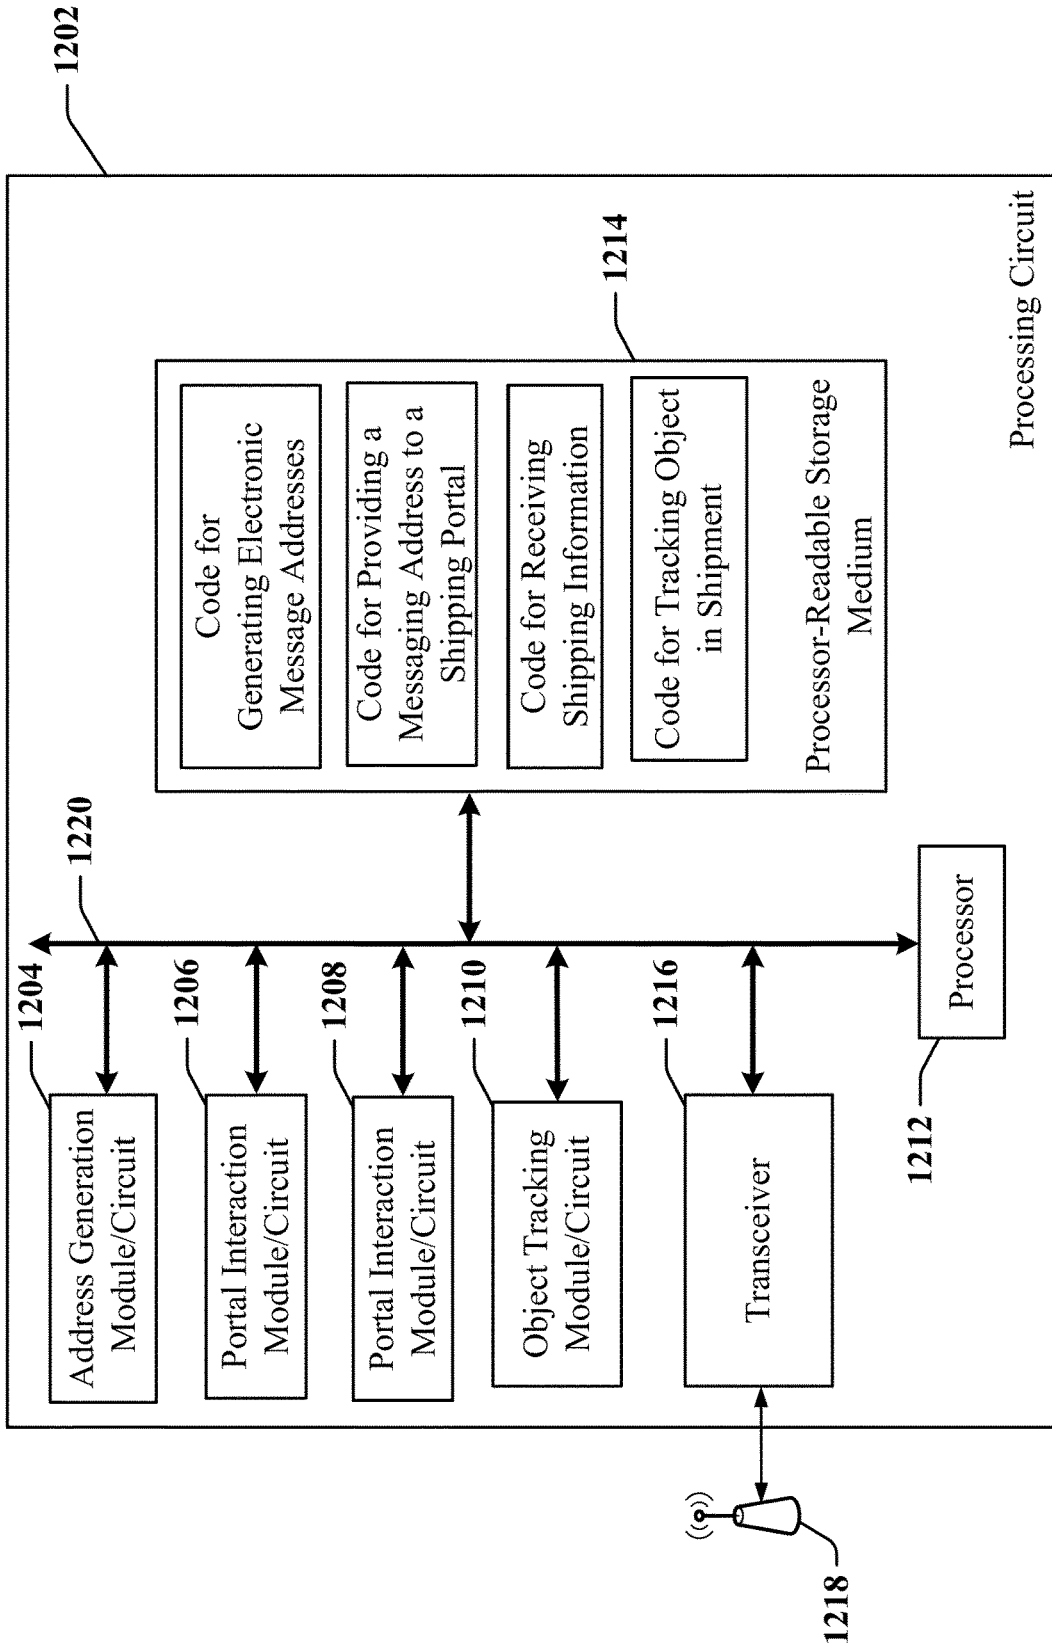 1202
1204
Address Generation
Module/Circuit
1206
Portal Interaction
Module/Circuit
1208
Portal Interaction
Module/Circuit
1210
Object Tracking
Module/Circuit
1216
Transceiver
1218
1220
1212
Processor
1214
Code for
Generating Electronic
Message Addresses
Code for Providing a
Messaging Address to a
Shipping Portal
Code for Receiving
Shipping Information
Code for Tracking Object
in Shipment
Processor-Readable Storage
Medium
Processing Circuit